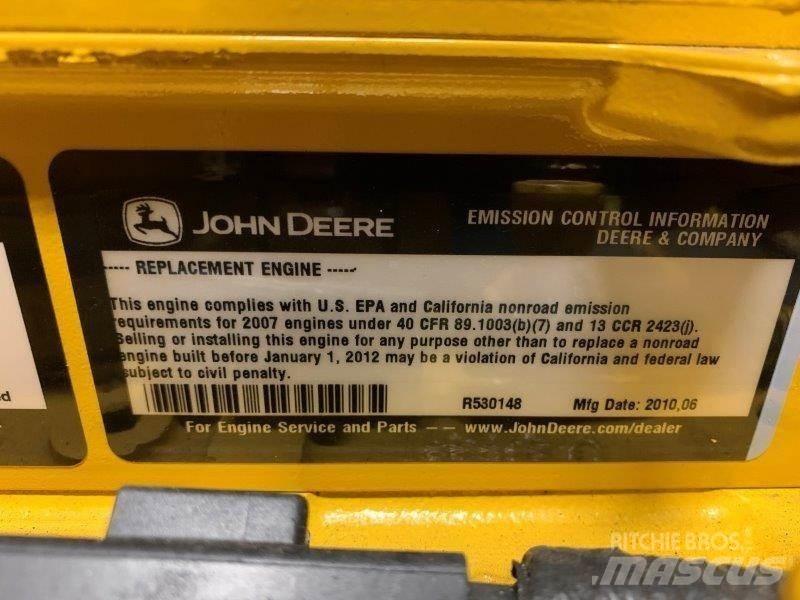 JOHN DEERE
EMISSION CONTROL INFORMATION
DEERE & COMPANY
---- REPLACEMENT ENGINE -----
This engine complies with U.S. EPA and California nonroad emission
requirements for 2007 engines under 40 CFR 89.1003(b)(7) and 13 CCR 2423(j).
Selling or installing this engine for any purpose other than to replace a nonroad
engine built before January 1, 2012 may be a violation of California and federal law
subject to civil penalty.
R530148 Mfg Date: 2010,06
For Engine Service and Parts — — www.JohnDeere.com/dealer
ed
RITCHIE BROS.
MASCUS